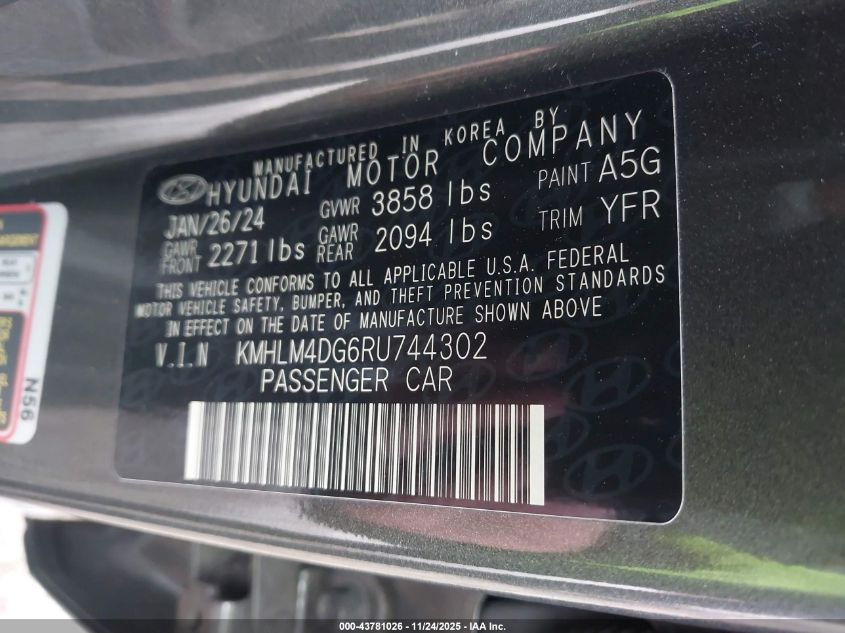 MANUFACTURED IN KOREA BY
HYUNDAI MOTOR COMPANY
JAN/26/24 GVWR 3858 lbs PAINT A5G
GAWR FRONT 2271 lbs GAWR REAR 2094 lbs TRIM YFR
THIS VEHICLE CONFORMS TO ALL APPLICABLE U.S.A. FEDERAL
MOTOR VEHICLE SAFETY, BUMPER, AND THEFT PREVENTION STANDARDS
IN EFFECT ON THE DATE OF MANUFACTURE SHOWN ABOVE
V.I.N KMHLM4DG6RU744302
PASSENGER CAR
N56
000-43781026 - 11/24/2025 - IAA Inc.